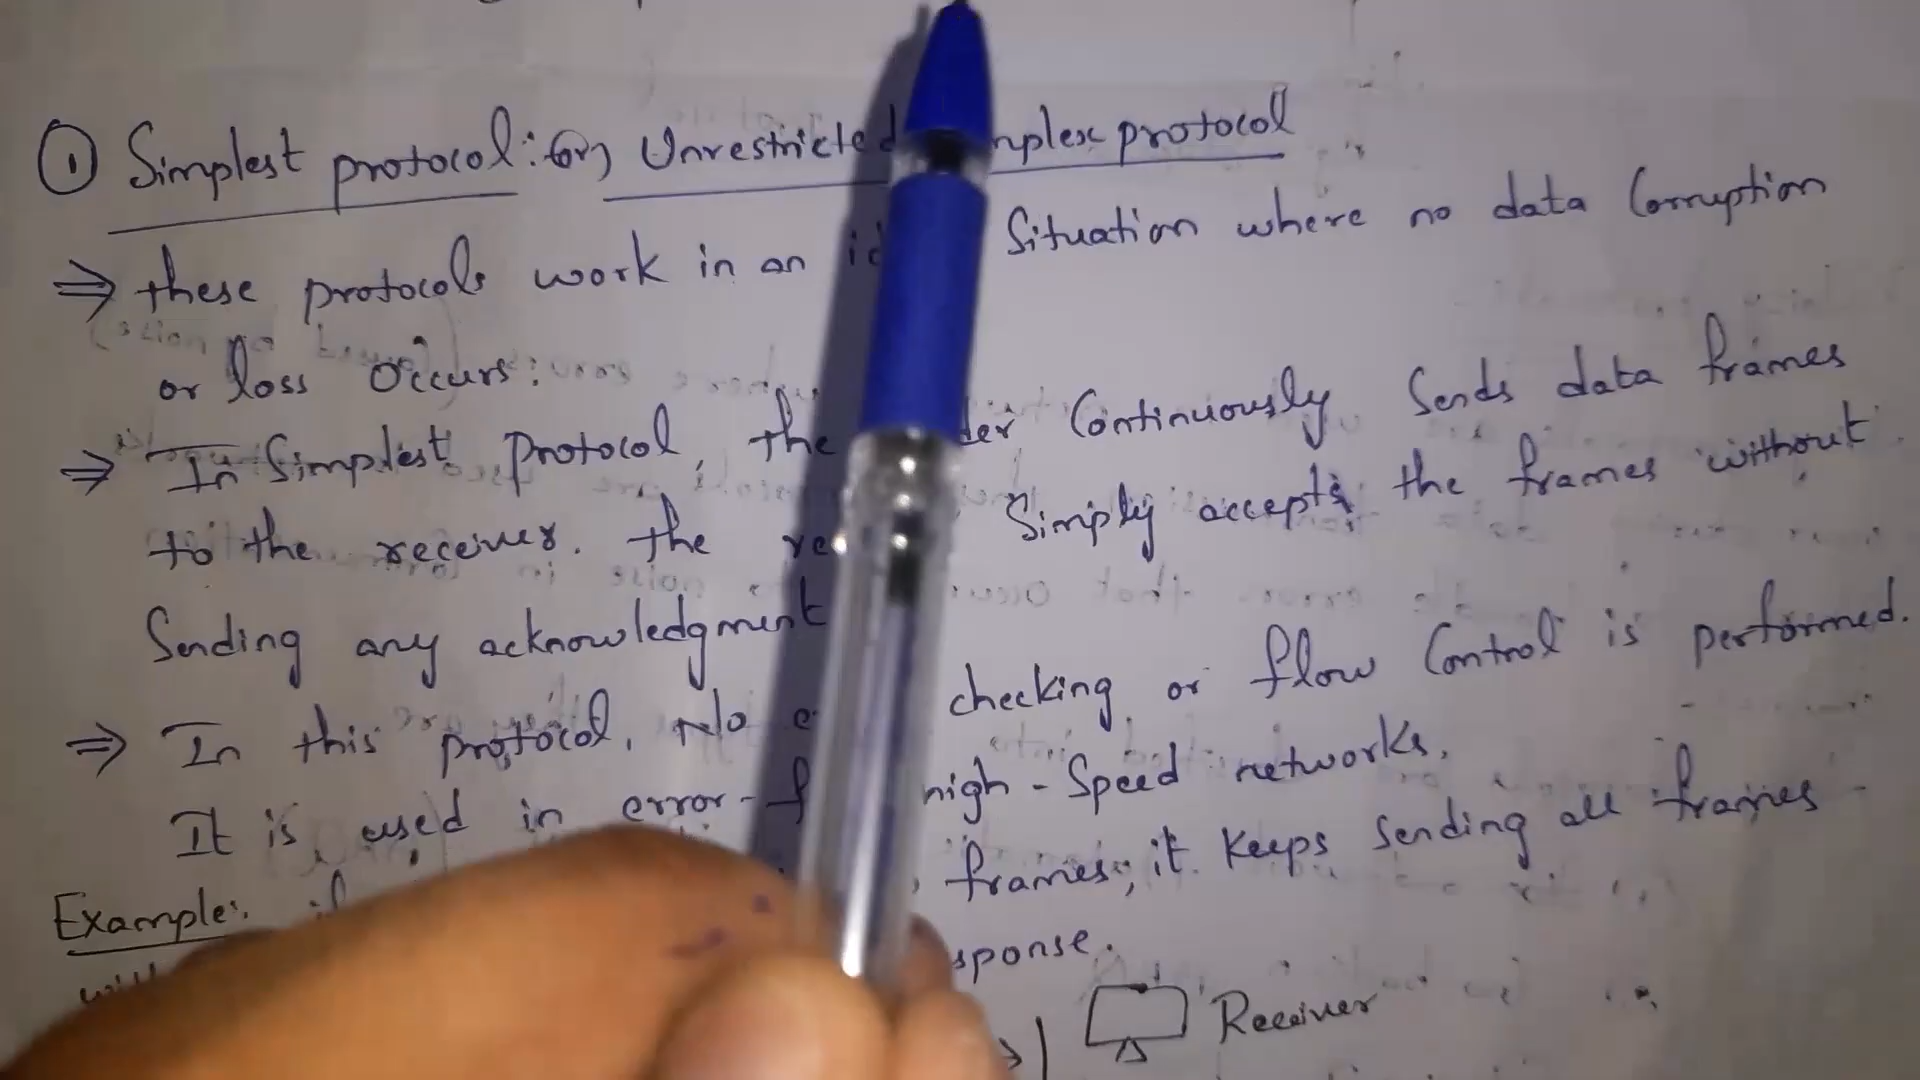 ① Simplest protocol: (or) Unrestricted protocol
⇒ these protocols work in an Situation where no data Corruption
or loss Occurs:
⇒ In Simplest Protocol, the Continuously Sends data frames
to the receiver. the Simply accepts the frames without
Sending any acknowledgment
⇒ In this protocol, No checking or flow Control is performed.
It is used in error- high-Speed networks.
Example: frames, it keeps sending all frames
Receiver